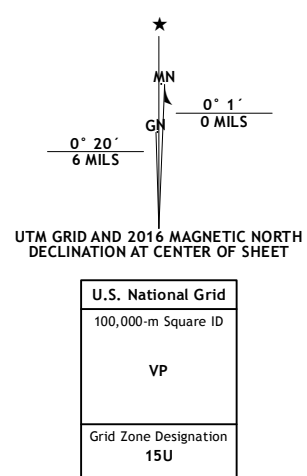 ★
MN
GN
0° 1´
0 MILS
0° 20´
6 MILS
UTM GRID AND 2016 MAGNETIC NORTH
DECLINATION AT CENTER OF SHEET
U.S. National Grid
100,000-m Square ID
VP
Grid Zone Designation
15U